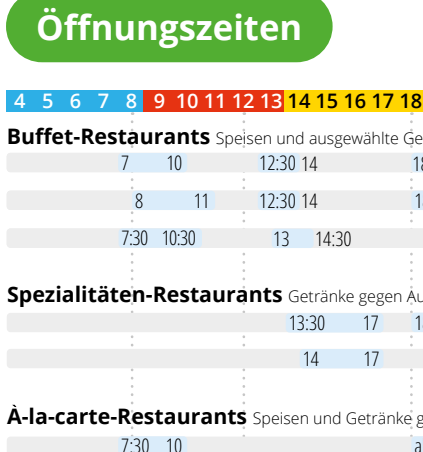 Öffnungszeiten
4 5 6 7 8 9 10 11 12 13 14 15 16 17 18
Buffet-Restaurants Speisen und ausgewählte
7 10 12:30 14
8 11 12:30 14
7:30 10:30 13 14:30
Spezialitäten-Restaurants Getränke gegen
13:30 17
14 17
À-la-carte-Restaurants Speisen und Getränke
7:30 10